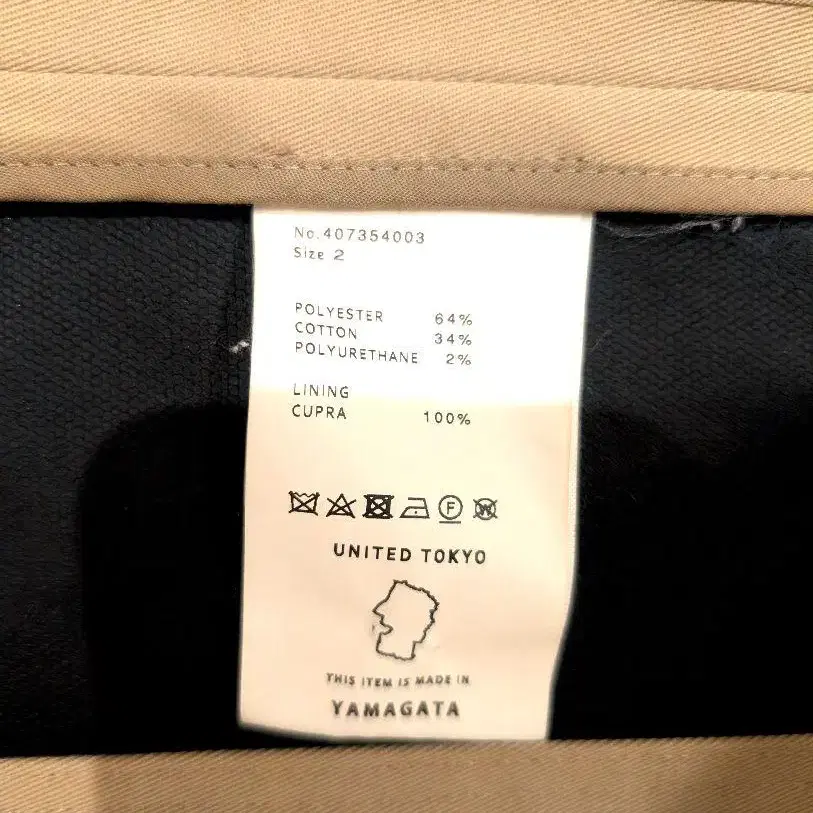 No.407354003
Size 2
POLYESTER 64%
COTTON 34%
POLYURETHANE 2%
LINING
CUPRA 100%
F W
UNITED TOKYO
THIS ITEM IS MADE IN
YAMAGATA